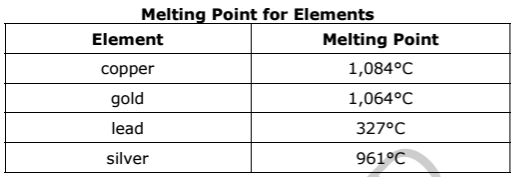 Melting Point for Elements
Element Melting Point
copper 1,084°C
gold 1,064°C
lead 327°C
silver 961°C